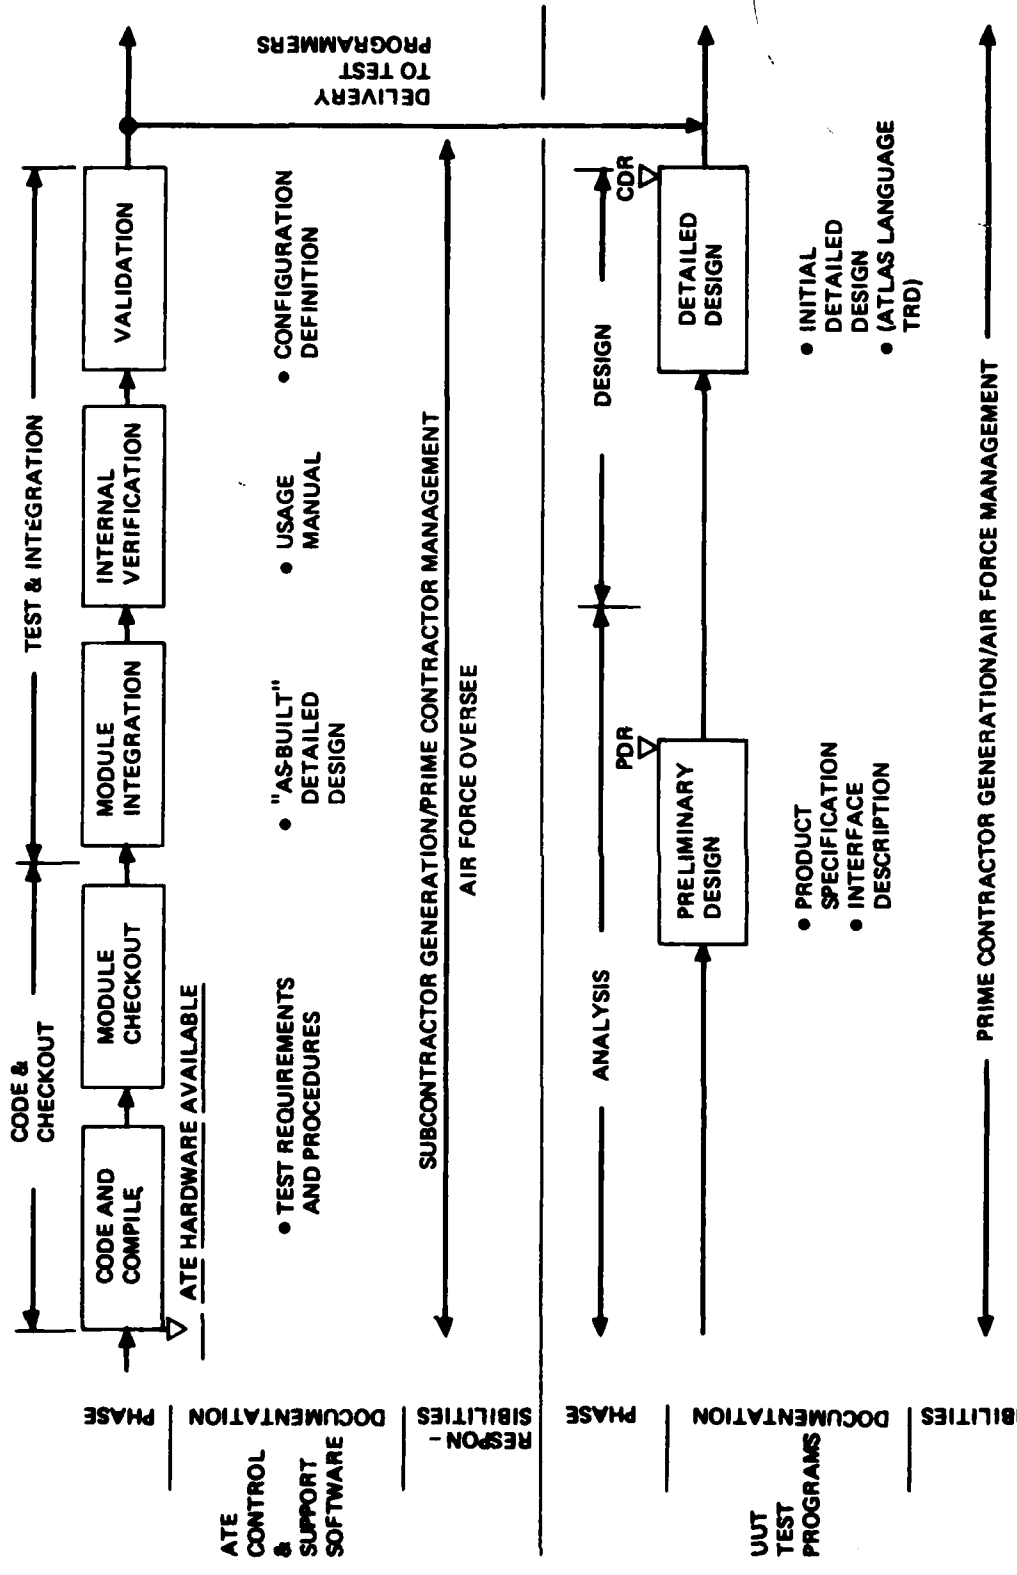 CODE &
CHECKOUT
TEST & INTEGRATION
CODE AND
COMPILE
MODULE
CHECKOUT
MODULE
INTEGRATION
INTERNAL
VERIFICATION
VALIDATION
PHASE
ATE HARDWARE AVAILABLE
ATE
CONTROL
&
SUPPORT
SOFTWARE
DOCUMENTATION
● TEST REQUIREMENTS
AND PROCEDURES
● "AS-BUILT"
DETAILED
DESIGN
● USAGE
MANUAL
● CONFIGURATION
DEFINITION
DELIVERY
TO TEST
PROGRAMMERS
RESPON-
SIBILITIES
SUBCONTRACTOR GENERATION/PRIME CONTRACTOR MANAGEMENT
AIR FORCE OVERSEE
PHASE
ANALYSIS
DESIGN
PDR
CDR
PRELIMINARY
DESIGN
DETAILED
DESIGN
UUT
TEST
PROGRAMS
DOCUMENTATION
● PRODUCT
SPECIFICATION
● INTERFACE
DESCRIPTION
● INITIAL
DETAILED
DESIGN
● (ATLAS LANGUAGE
TRD)
IBILITIES
PRIME CONTRACTOR GENERATION/AIR FORCE MANAGEMENT